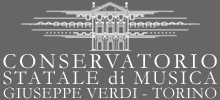 CONSERVATORIO
STATALE di MUSICA
GIUSEPPE VERDI - TORINO